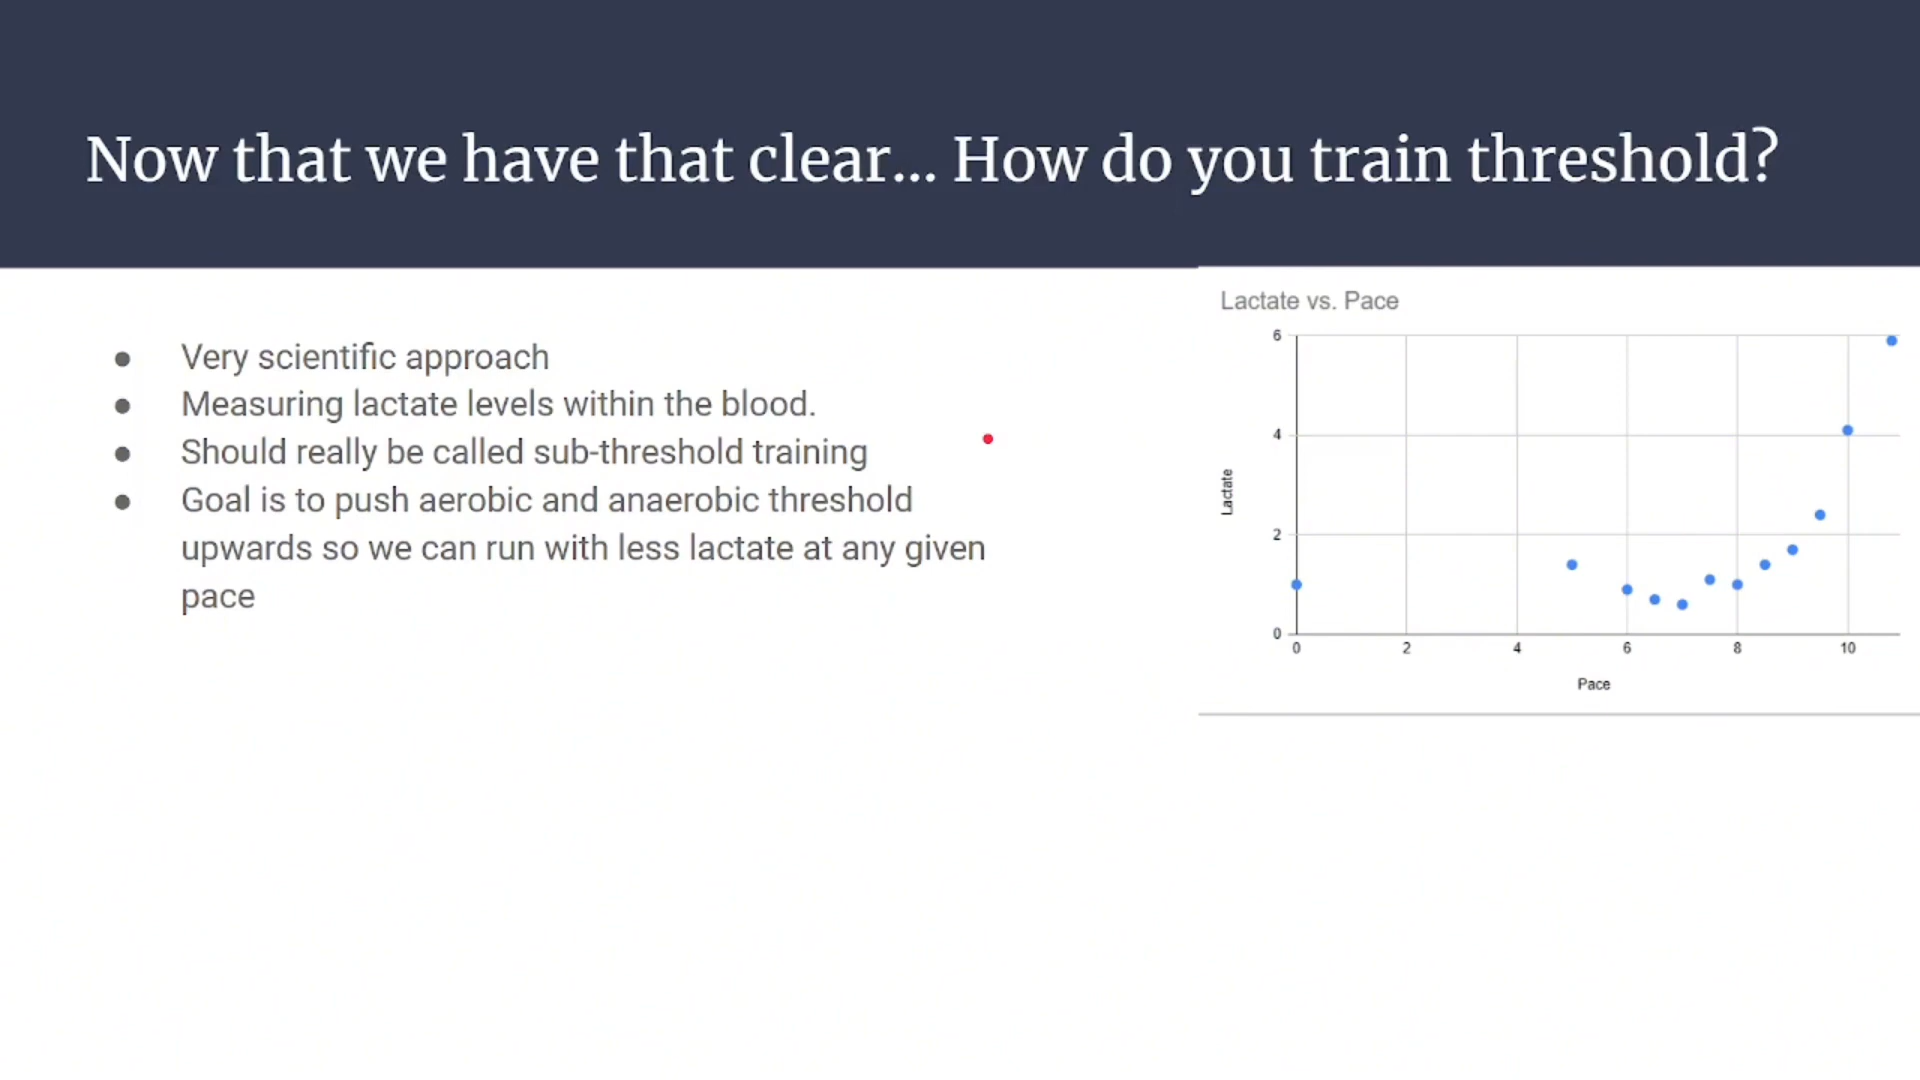 Now that we have that clear... How do you train threshold?
● Very scientific approach
● Measuring lactate levels within the blood.
● Should really be called sub-threshold training
● Goal is to push aerobic and anaerobic threshold
upwards so we can run with less lactate at any given
pace
Lactate vs. Pace
6
4
2
0
Lactate
0 2 4 6 8 10
Pace